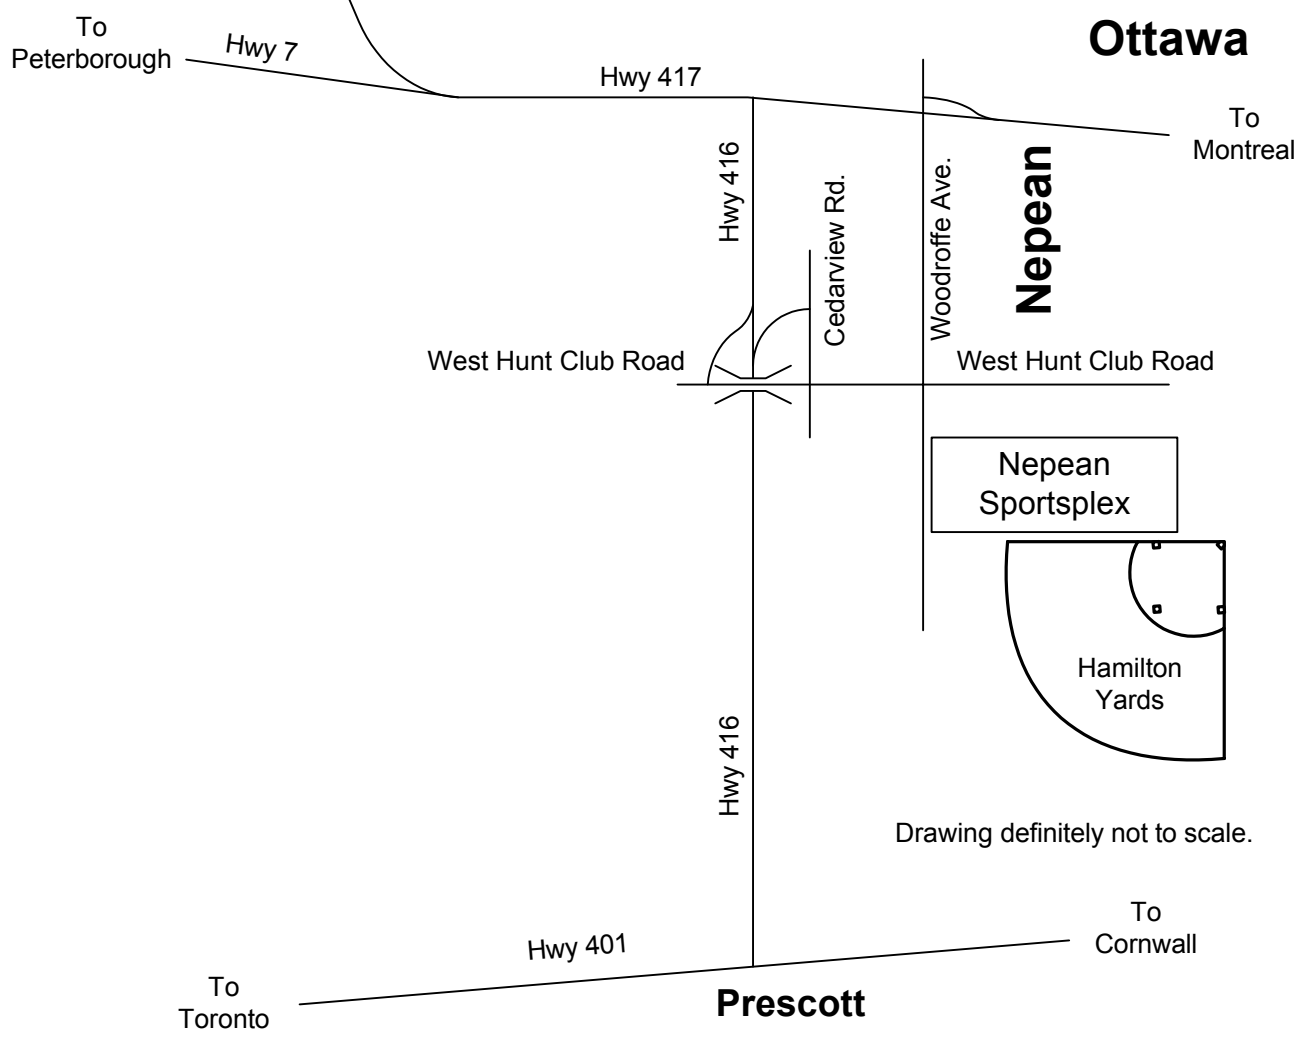 To
Peterborough
Hwy 7
Hwy 417
Ottawa
To
Montreal
Hwy 416
Cedarview Rd.
Woodroffe Ave.
Nepean
West Hunt Club Road
West Hunt Club Road
Nepean
Sportsplex
Hamilton
Yards
Hwy 416
Drawing definitely not to scale.
To
Cornwall
Hwy 401
To
Toronto
Prescott